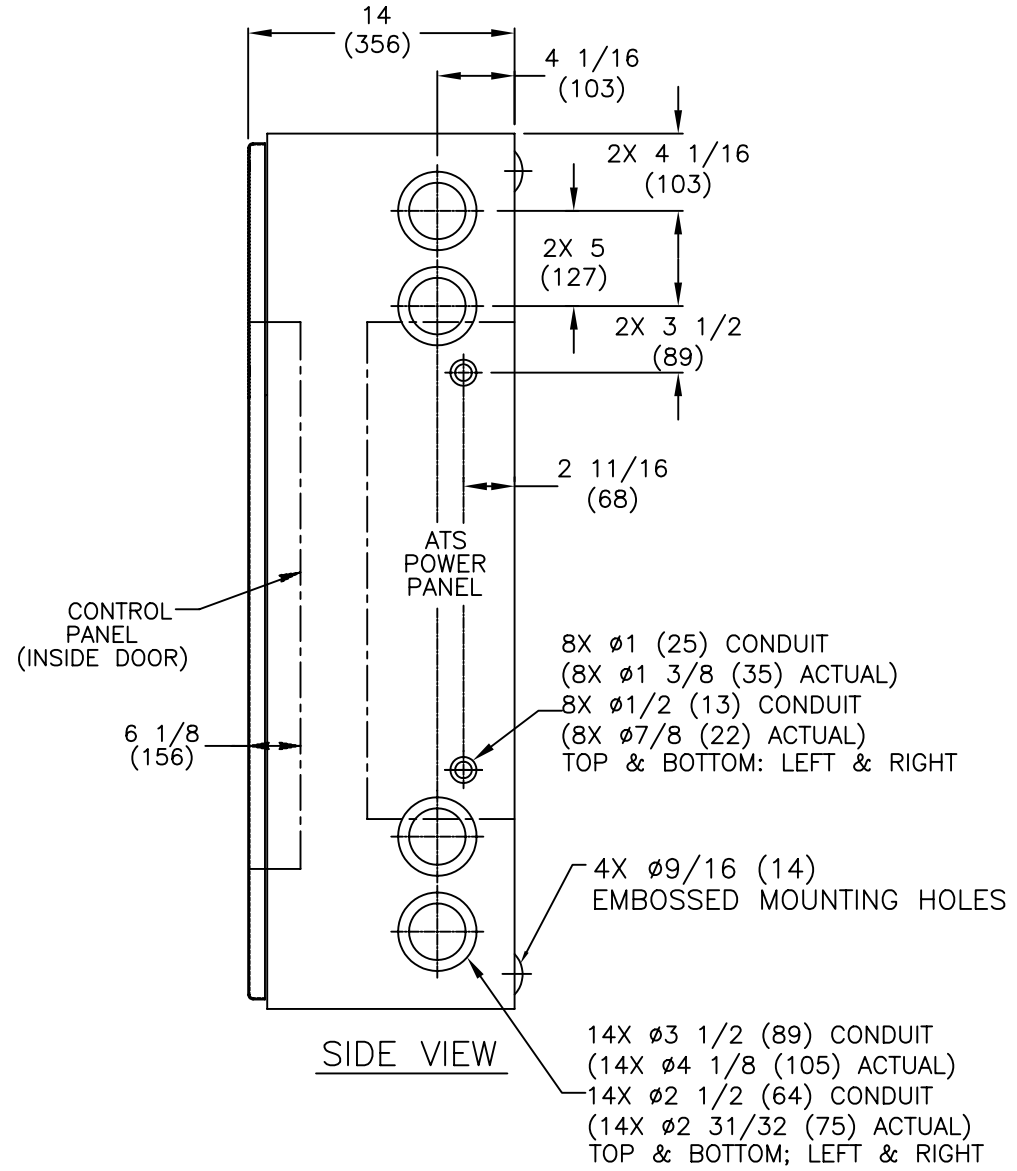 14
(356)
4 1/16
(103)
2X 4 1/16
(103)
2X 5
(127)
2X 3 1/2
(89)
2 11/16
(68)
ATS
POWER
PANEL
CONTROL
PANEL
(INSIDE DOOR)
6 1/8
(156)
8X ø1 (25) CONDUIT
(8X ø1 3/8 (35) ACTUAL)
8X ø1/2 (13) CONDUIT
(8X ø7/8 (22) ACTUAL)
TOP & BOTTOM: LEFT & RIGHT
4X ø9/16 (14)
EMBOSSED MOUNTING HOLES
SIDE VIEW
14X ø3 1/2 (89) CONDUIT
(14X ø4 1/8 (105) ACTUAL)
14X ø2 1/2 (64) CONDUIT
(14X ø2 31/32 (75) ACTUAL)
TOP & BOTTOM; LEFT & RIGHT